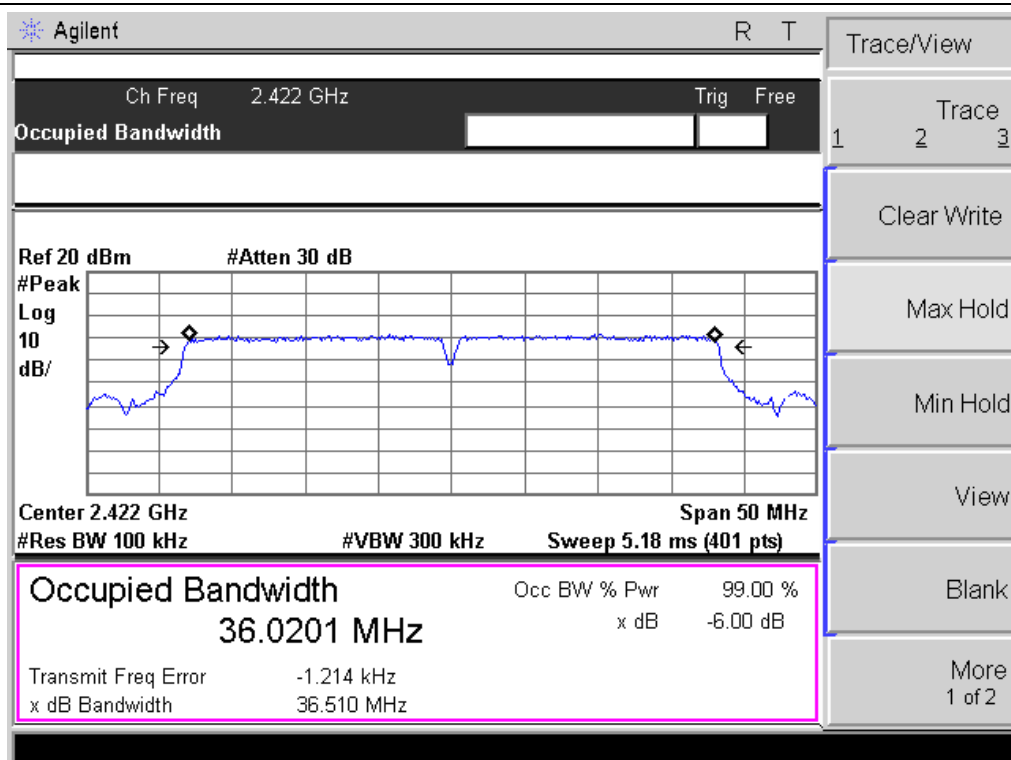 Agilent R T
Trace/View
Ch Freq 2.422 GHz Trig Free
Occupied Bandwidth
Trace
1 2 3
Clear Write
Ref 20 dBm #Atten 30 dB
#Peak
Log
10
dB/
Max Hold
Min Hold
Center 2.422 GHz Span 50 MHz
#Res BW 100 kHz #VBW 300 kHz Sweep 5.18 ms (401 pts)
View
Occupied Bandwidth Occ BW % Pwr 99.00 %
36.0201 MHz x dB -6.00 dB
Blank
Transmit Freq Error -1.214 kHz
x dB Bandwidth 36.510 MHz
More
1 of 2